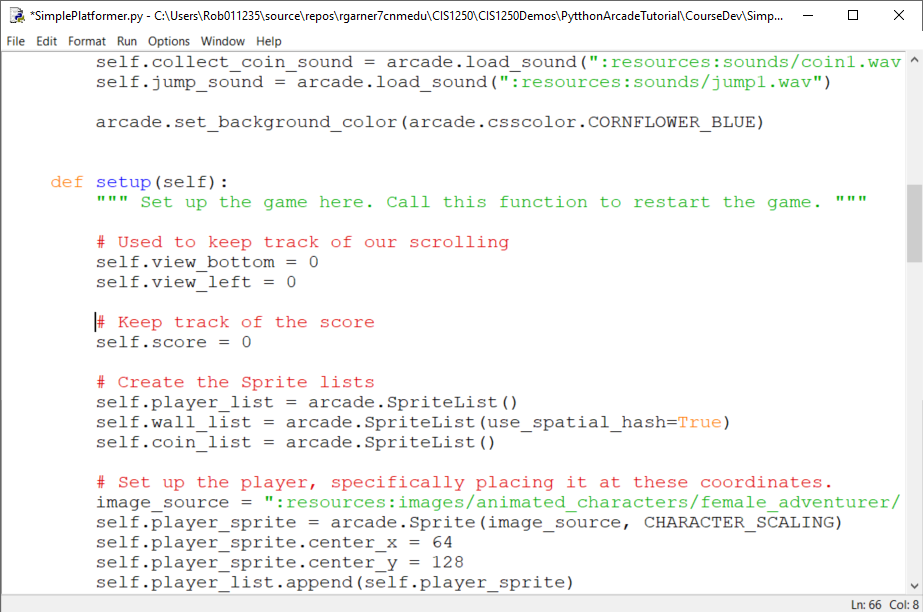 *SimplePlatformer.py - C:\Users\Rob011235\source\repos\rgarner7cnmedu\CIS1250\CIS1250Demos\PytthonArcadeTutorial\CourseDev\Simp...
File Edit Format Run Options Window Help
self.collect_coin_sound = arcade.load_sound(":resources:sounds/coin1.wav
self.jump_sound = arcade.load_sound(":resources:sounds/jump1.wav")
arcade.set_background_color(arcade.csscolor.CORNFLOWER_BLUE)
def setup(self):
""" Set up the game here. Call this function to restart the game. """
# Used to keep track of our scrolling
self.view_bottom = 0
self.view_left = 0
# Keep track of the score
self.score = 0
# Create the Sprite lists
self.player_list = arcade.SpriteList()
self.wall_list = arcade.SpriteList(use_spatial_hash=True)
self.coin_list = arcade.SpriteList()
# Set up the player, specifically placing it at these coordinates.
image_source = ":resources:images/animated_characters/female_adventurer/
self.player_sprite = arcade.Sprite(image_source, CHARACTER_SCALING)
self.player_sprite.center_x = 64
self.player_sprite.center_y = 128
self.player_list.append(self.player_sprite)
Ln: 66 Col: 8